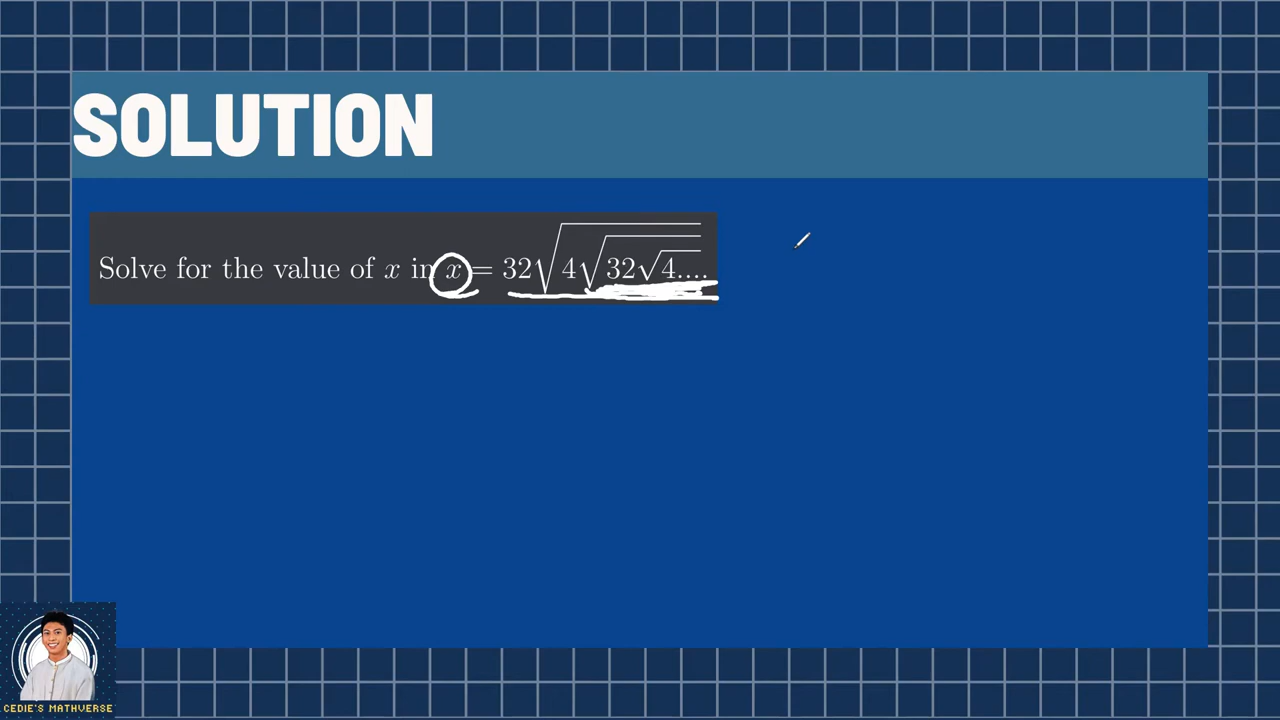 SOLUTION
Solve for the value of x in x = 32√4√32√4....
CEDIE'S MATHVERSE